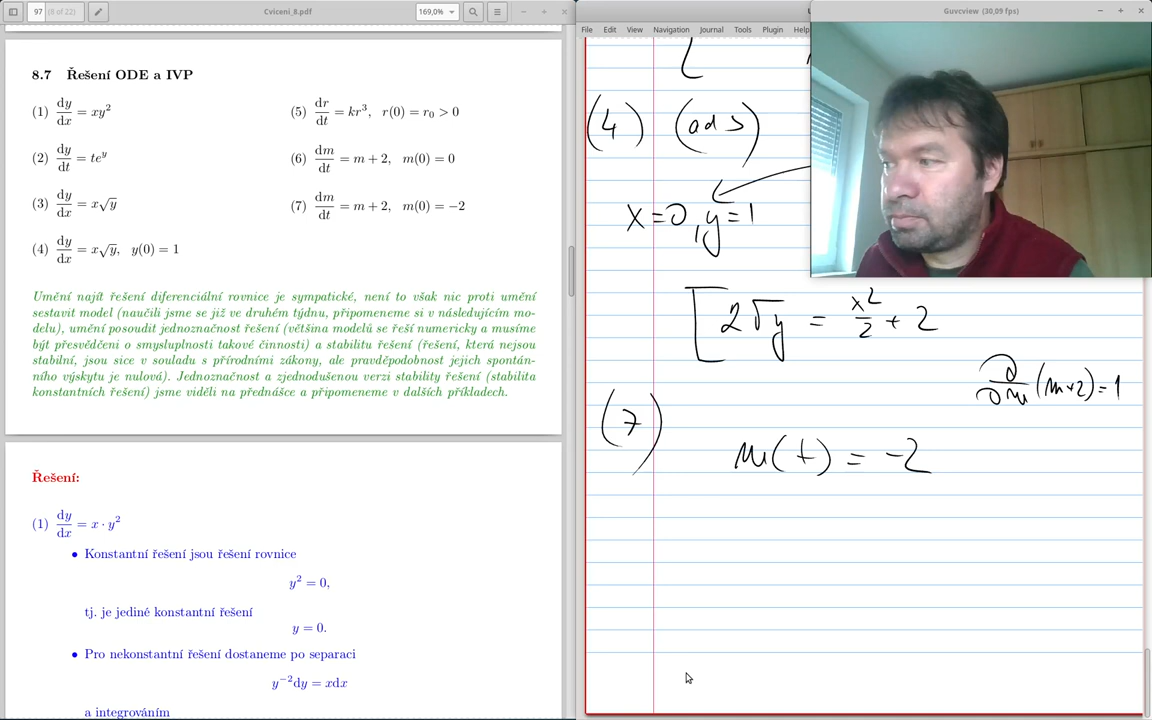 97 (8 of 22)
Cviceni_8.pdf
169,0%
8.7 Řešení ODE a IVP
(1) dy/dx = xy²
(2) dy/dt = te^y
(3) dy/dx = x√y
(4) dy/dx = x√y, y(0) = 1
(5) dr/dt = kr³, r(0) = r₀ > 0
(6) dm/dt = m + 2, m(0) = 0
(7) dm/dt = m + 2, m(0) = −2
Umění najít řešení diferenciální rovnice je sympatické, není to však nic proti umění
sestavit model (naučili jsme se již ve druhém týdnu, připomeneme si v následujícím mo-
delu), umění posoudit jednoznačnost řešení (většina modelů se řeší numericky a musíme
být přesvědčeni o smysluplnosti takové činnosti) a stabilitu řešení (řešení, která nejsou
stabilní, jsou sice v souladu s přírodními zákony, ale pravděpodobnost jejich spontán-
ního výskytu je nulová). Jednoznačnost a zjednodušenou verzi stability řešení (stabilita
konstantních řešení) jsme viděli na přednášce a připomeneme v dalších příkladech.
Řešení:
(1) dy/dx = x · y²
• Konstantní řešení jsou řešení rovnice
y² = 0,
tj. je jediné konstantní řešení
y = 0.
• Pro nekonstantní řešení dostaneme po separaci
y⁻²dy = xdx
a integrováním
File Edit View Navigation Journal Tools Plugin Help
Guvcview (30,09 fps)
(4)
x=0, y=1
2√y = x²/2 + 2
∂/∂m (m+2) = 1
(7)
m(t) = -2